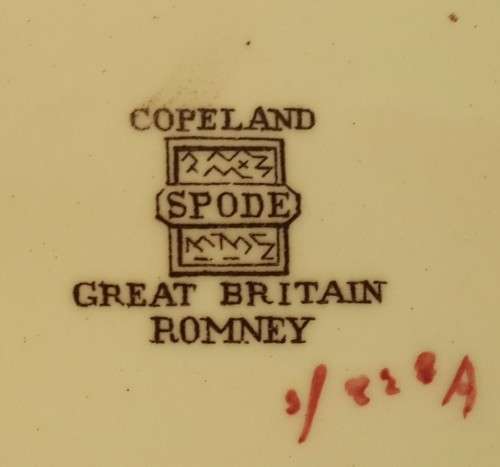 COPELAND
SPODE
GREAT BRITAIN
ROMNEY